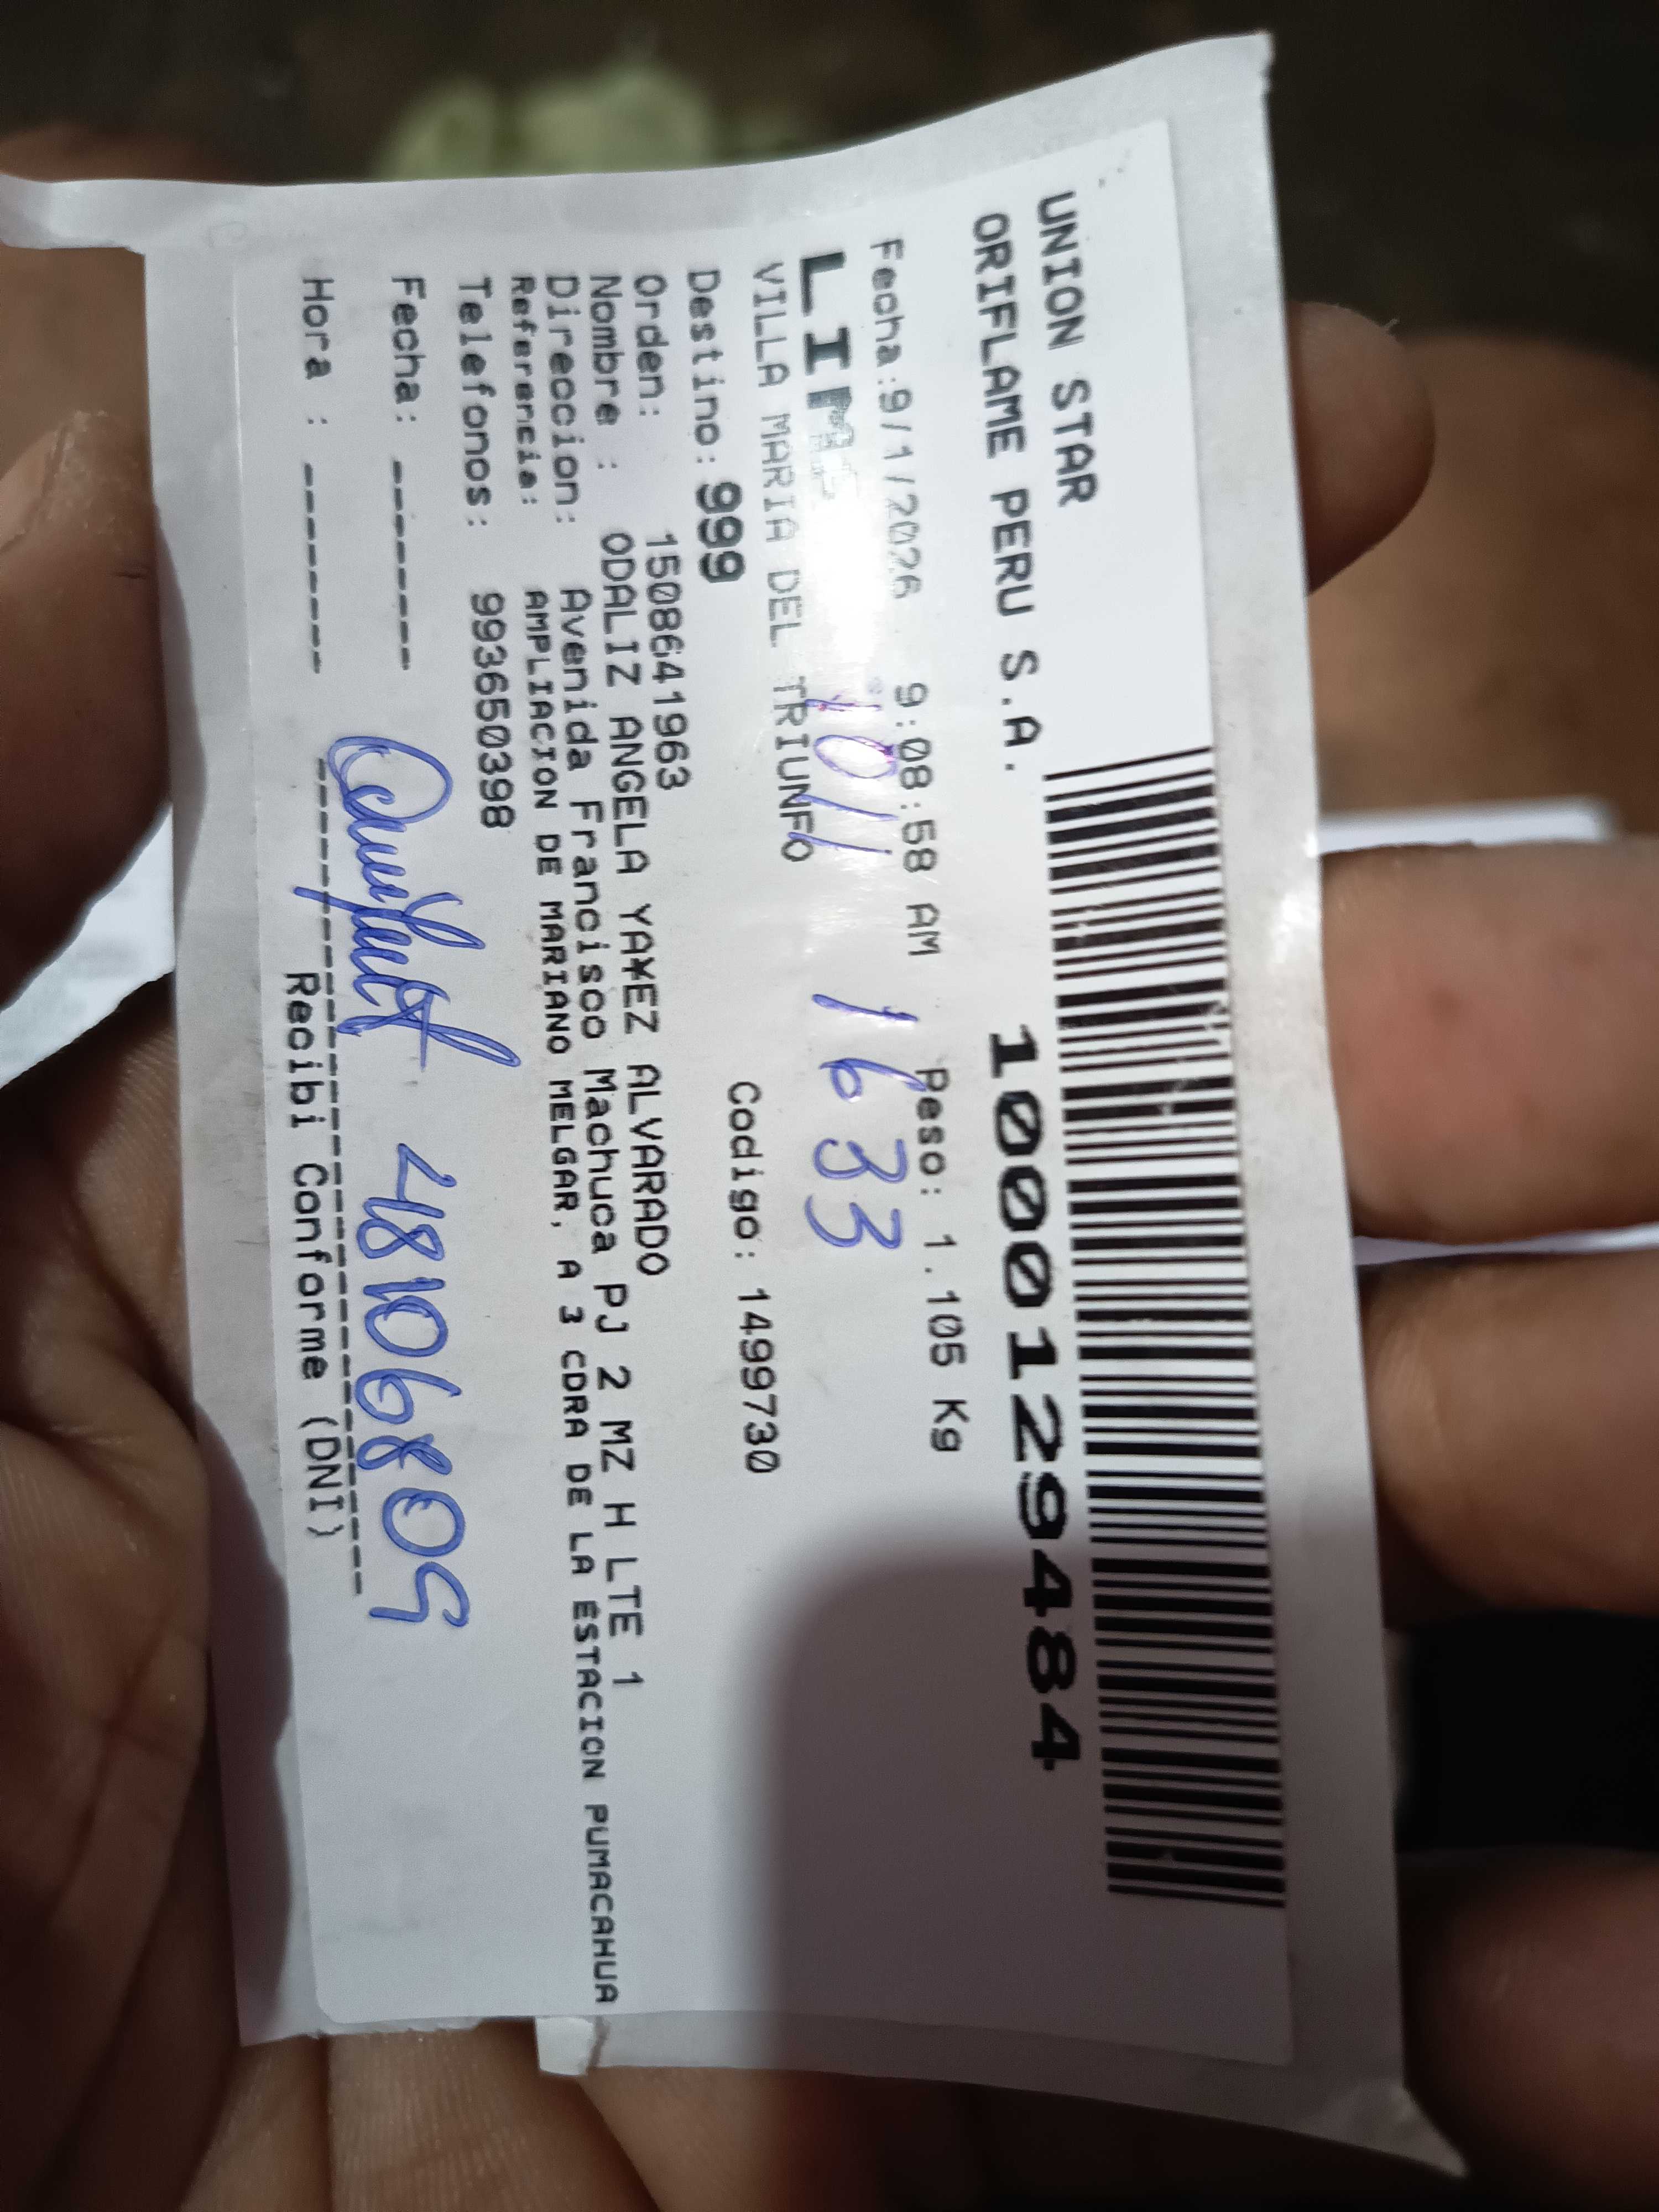 UNION STAR
ORIFLAME PERU S.A. 1000129484
Fecha:9/1/2026 9:08:58 AM Peso: 1.105 Kg
LIMA 10/1 1633
VILLA MARIA DEL TRIUNFO
Destino: 999 Codigo: 1499730
Orden: 1508641963
Nombre : ODALIZ ANGELA YA¥EZ ALVARADO
Direccion: Avenida Francisco Machuca PJ 2 MZ H LTE 1
Referencia: AMPLIACION DE MARIANO MELGAR, A 3 CDRA DE LA ESTACION PUMACAHUA
Telefonos: 993650398
Fecha: ------- 48106809
Hora : -------
Recibi Conforme (DNI)